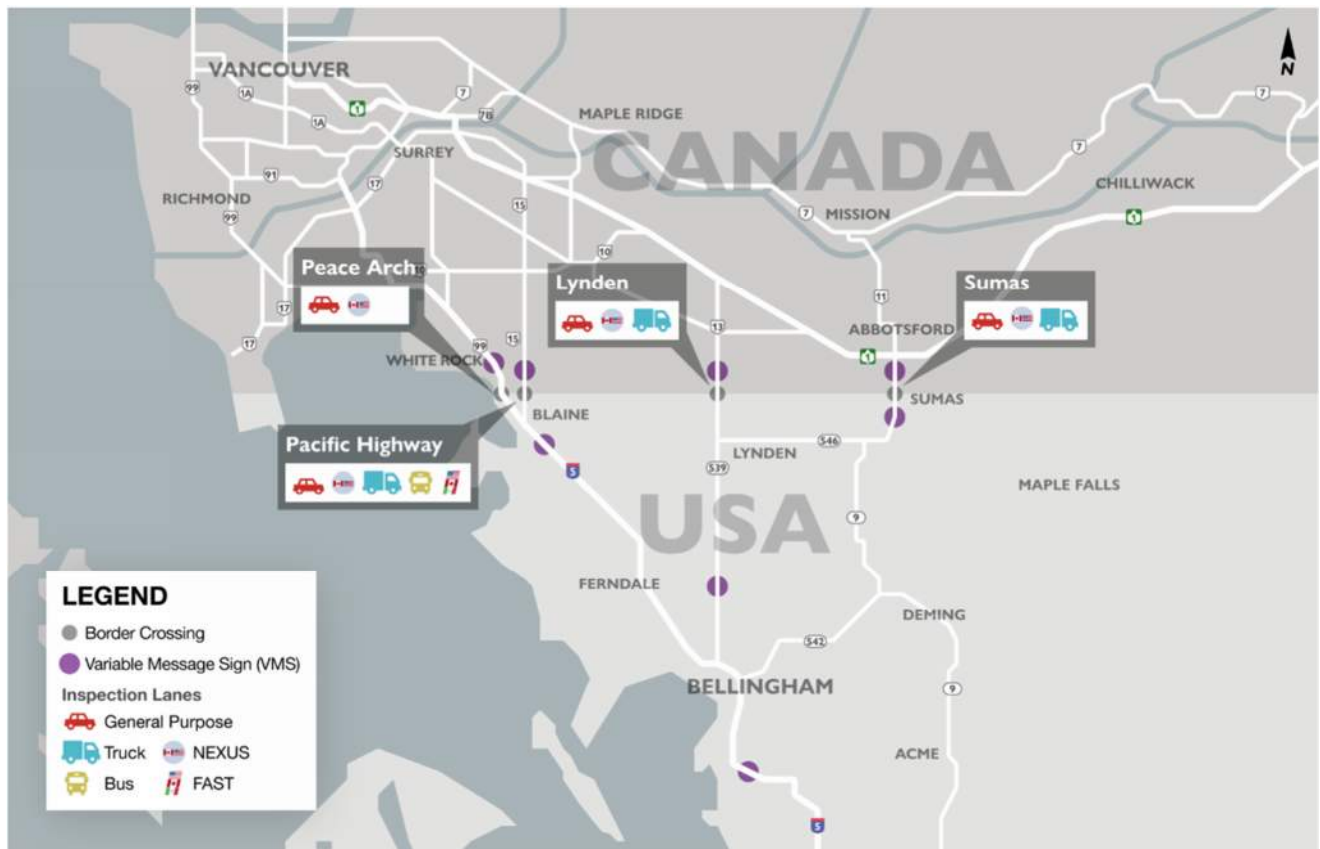 N
VANCOUVER
99
1A
1
7
1A
7B
MAPLE RIDGE
7
CANADA
SURREY
7
CHILLIWACK
91
17
RICHMOND
15
99
7
MISSION
1
10
Peace Arch
Lynden
Sumas
11
17
13
ABBOTSFORD
17
15
99
1
WHITE ROCK
SUMAS
BLAINE
Pacific Highway
546
LYNDEN
5
539
MAPLE FALLS
USA
9
FERNDALE
DEMING
542
BELLINGHAM
9
ACME
5
LEGEND
Border Crossing
Variable Message Sign (VMS)
Inspection Lanes
General Purpose
Truck NEXUS
Bus FAST